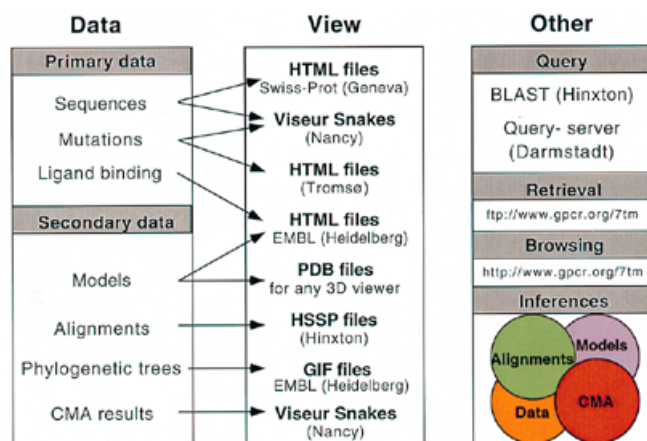 Data
Primary data
Sequences
Mutations
Ligand binding
Secondary data
Models
Alignments
Phylogenetic trees
CMA results
View
HTML files
Swiss-Prot (Geneva)
Viseur Snakes
(Nancy)
HTML files
(Tromsø)
HTML files
EMBL (Heidelberg)
PDB files
for any 3D viewer
HSSP files
(Hinxton)
GIF files
EMBL (Heidelberg)
Viseur Snakes
(Nancy)
Other
Query
BLAST (Hinxton)
Query- server
(Darmstadt)
Retrieval
ftp://www.gpcr.org/7tm
Browsing
http://www.gpcr.org/7tm
Inferences
Alignments
Models
Data
CMA